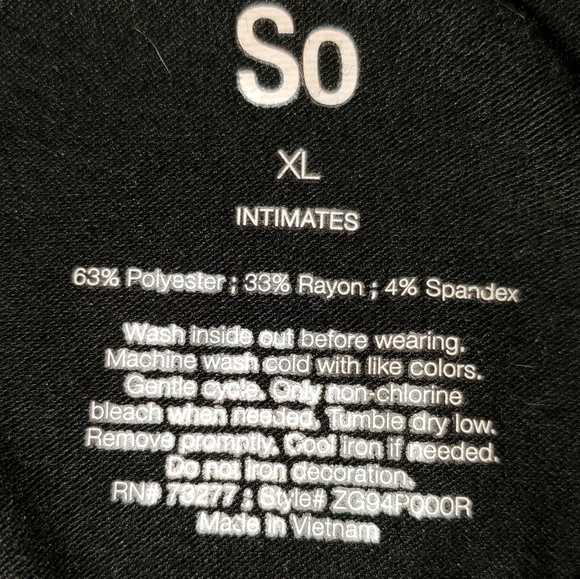 So
XL
INTIMATES
63% Polyester ; 33% Rayon ; 4% Spandex
Wash inside out before wearing.
Machine wash cold with like colors.
Gentle cycle. Only non-chlorine
bleach when needed. Tumble dry low.
Remove promptly. Cool iron if needed.
Do not iron decoration.
RN# 73277 ; Style# ZG94P000R
Made in Vietnam